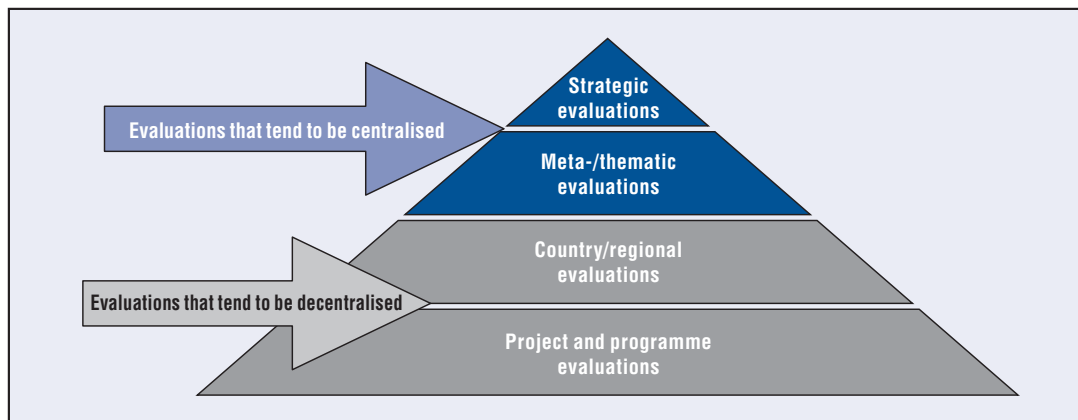 Strategic
evaluations
Evaluations that tend to be centralised
Meta-/thematic
evaluations
Country/regional
evaluations
Evaluations that tend to be decentralised
Project and programme
evaluations